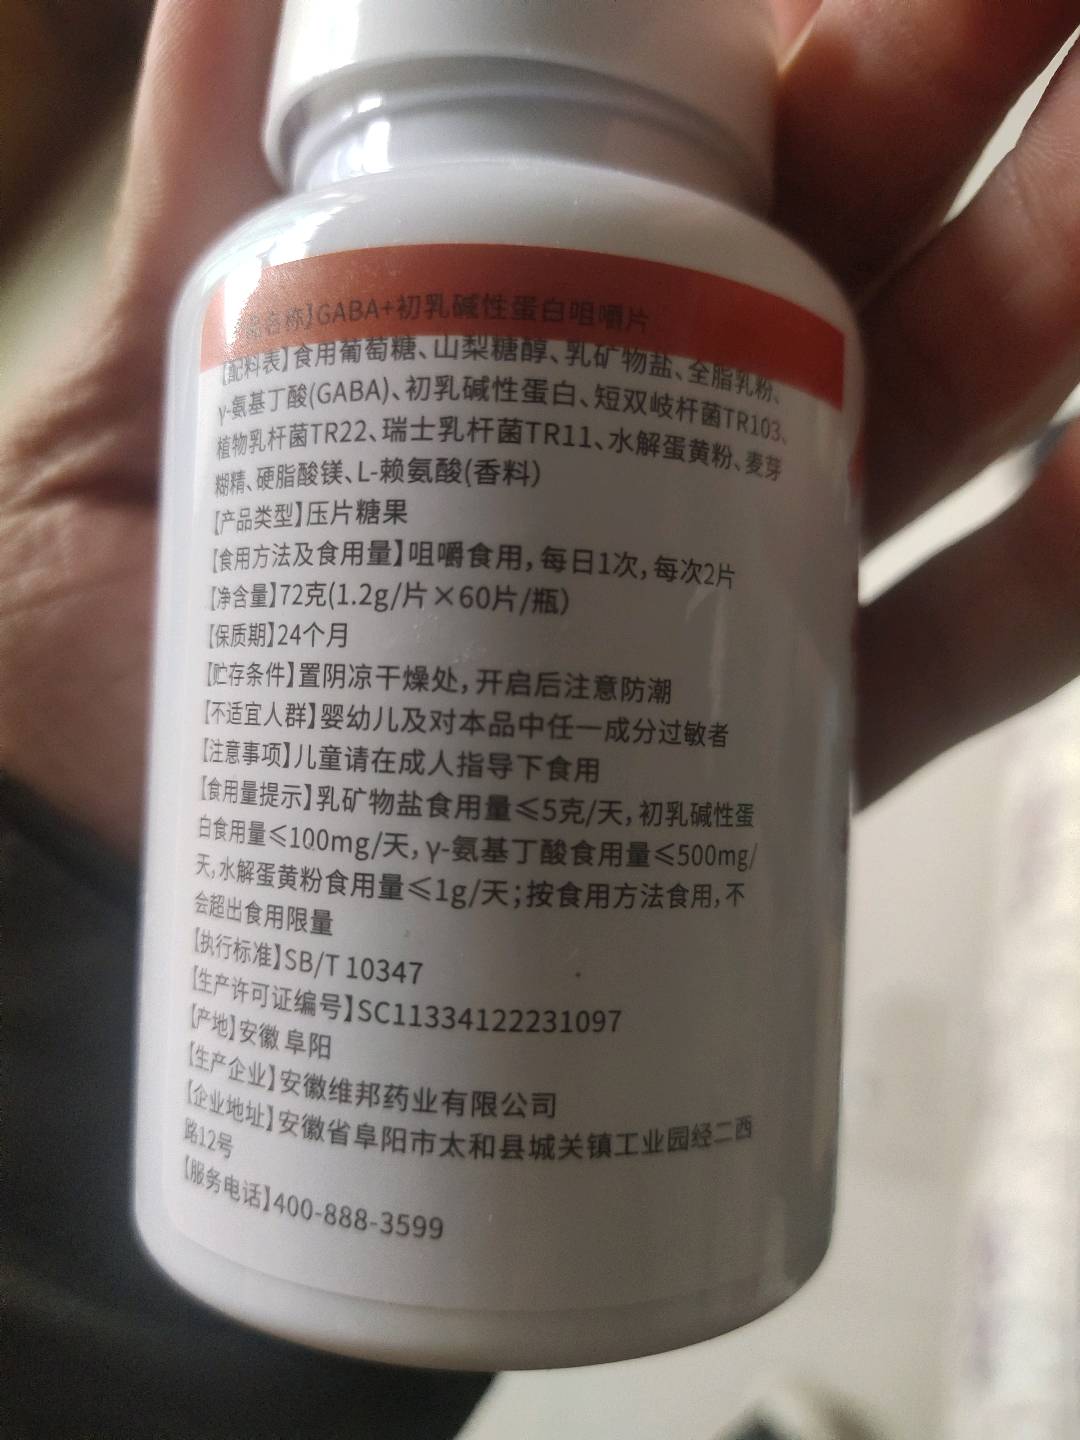 名称】GABA+初乳碱性蛋白咀嚼片
【配料表】食用葡萄糖、山梨糖醇、乳矿物盐、全脂乳粉、
γ-氨基丁酸(GABA)、初乳碱性蛋白、短双岐杆菌TR103、
植物乳杆菌TR22、瑞士乳杆菌TR11、水解蛋黄粉、麦芽
糊精、硬脂酸镁、L-赖氨酸(香料)
【产品类型】压片糖果
【食用方法及食用量】咀嚼食用，每日1次，每次2片
【净含量】72克(1.2g/片×60片/瓶)
【保质期】24个月
【贮存条件】置阴凉干燥处，开启后注意防潮
【不适宜人群】婴幼儿及对本品中任一成分过敏者
【注意事项】儿童请在成人指导下食用
【食用量提示】乳矿物盐食用量≤5克/天，初乳碱性蛋
白食用量≤100mg/天，γ-氨基丁酸食用量≤500mg/
天，水解蛋黄粉食用量≤1g/天；按食用方法食用，不
会超出食用限量
【执行标准】SB/T 10347
【生产许可证编号】SC11334122231097
【产地】安徽 阜阳
【生产企业】安徽维邦药业有限公司
【企业地址】安徽省阜阳市太和县城关镇工业园经二西
路12号
【服务电话】400-888-3599